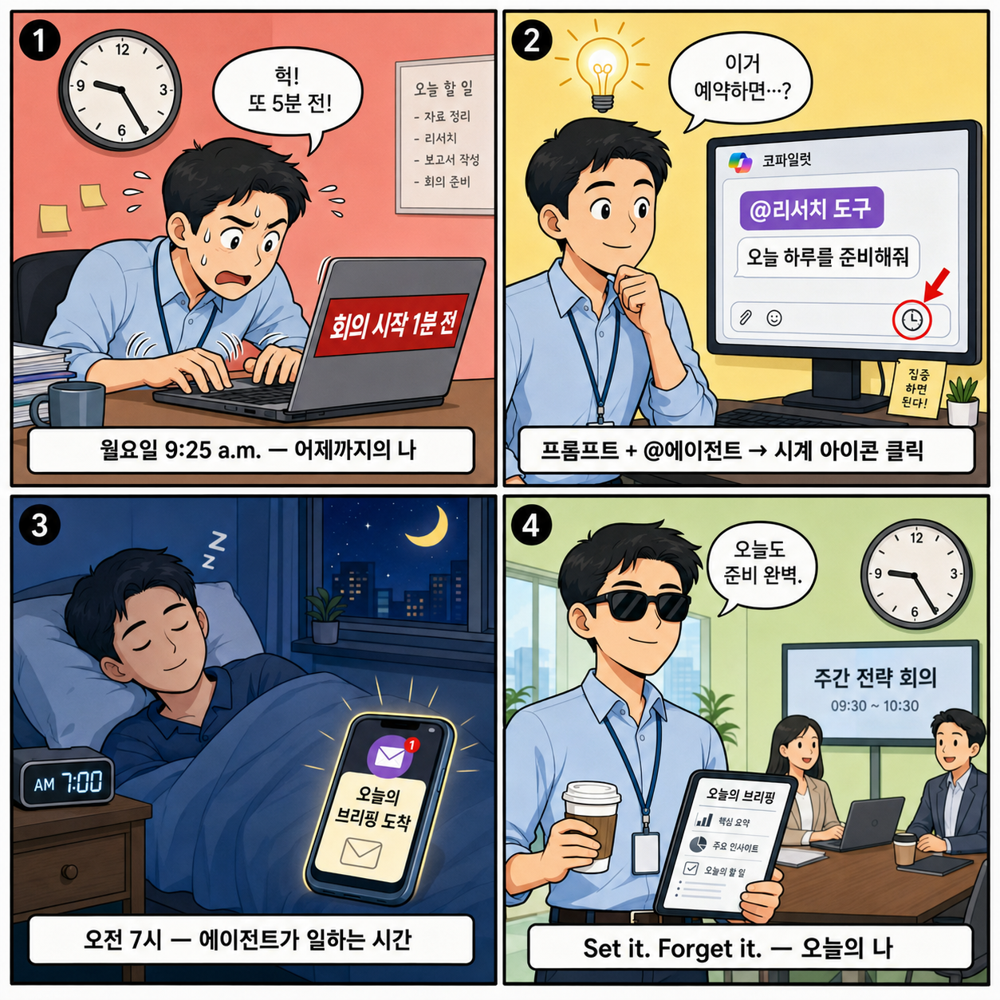 1
12
9
3
6
헉!
또 5분 전!
오늘 할 일
- 자료 정리
- 리서치
- 보고서 작성
- 회의 준비
회의 시작 1분 전
월요일 9:25 a.m. — 어제까지의 나
2
이거
예약하면…?
코파일럿
@리서치 도구
오늘 하루를 준비해줘
집중
하면
된다!
프롬프트 + @에이전트 → 시계 아이콘 클릭
3
z
z
AM 7:00
1
오늘의
브리핑 도착
오전 7시 — 에이전트가 일하는 시간
4
오늘도
준비 완벽.
12
9
3
6
주간 전략 회의
09:30 ~ 10:30
오늘의 브리핑
핵심 요약
주요 인사이트
오늘의 할 일
Set it. Forget it. — 오늘의 나